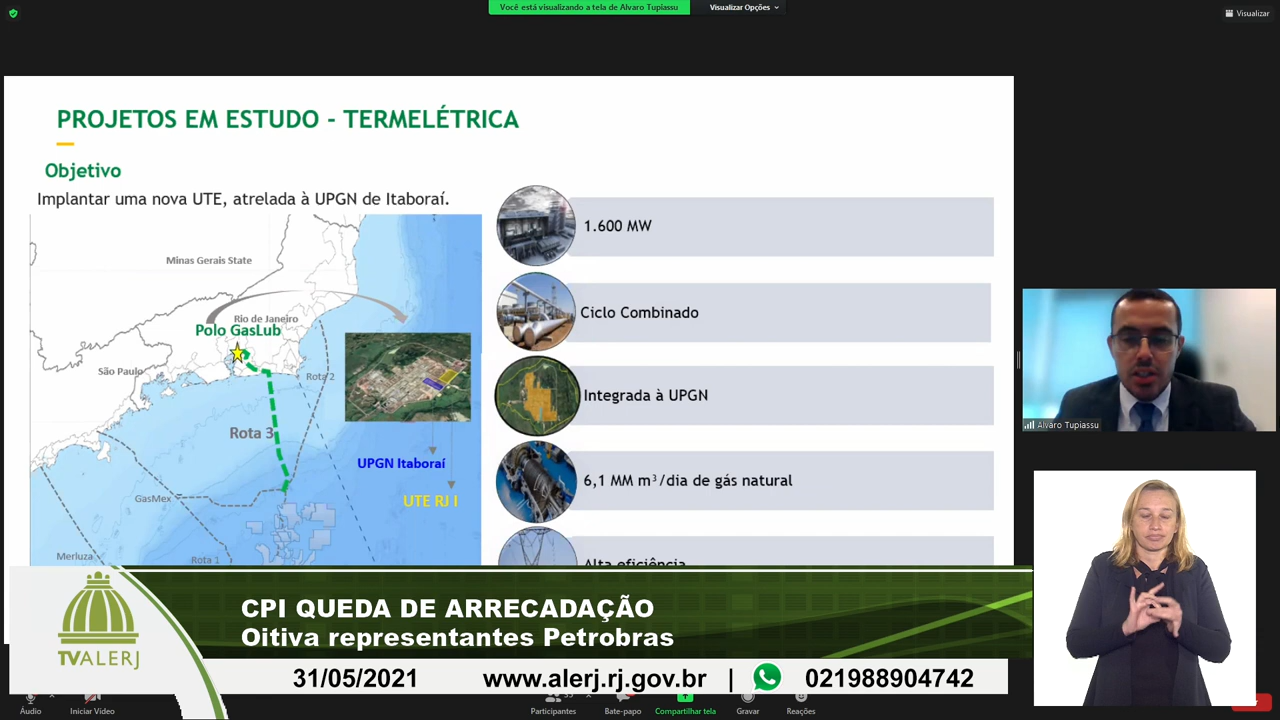 Você está visualizando a tela de Alvaro Tupiassu
Visualizar Opções
Visualizar
PROJETOS EM ESTUDO - TERMELÉTRICA
Objetivo
Implantar uma nova UTE, atrelada à UPGN de Itaboraí.
Minas Gerais State
Rio de Janeiro
Polo GasLub
São Paulo
Rota 2
Rota 3
UPGN Itaboraí
UTE RJ I
GasMex
Merluza
Rota 1
1.600 MW
Ciclo Combinado
Integrada à UPGN
6,1 MM m³/dia de gás natural
Alta eficiência
Alvaro Tupiassu
TVALERJ
CPI QUEDA DE ARRECADAÇÃO
Oitiva representantes Petrobras
31/05/2021 www.alerj.rj.gov.br | 021988904742
Áudio
Iniciar Vídeo
Participantes
Bate-papo
Compartilhar tela
Gravar
Reações